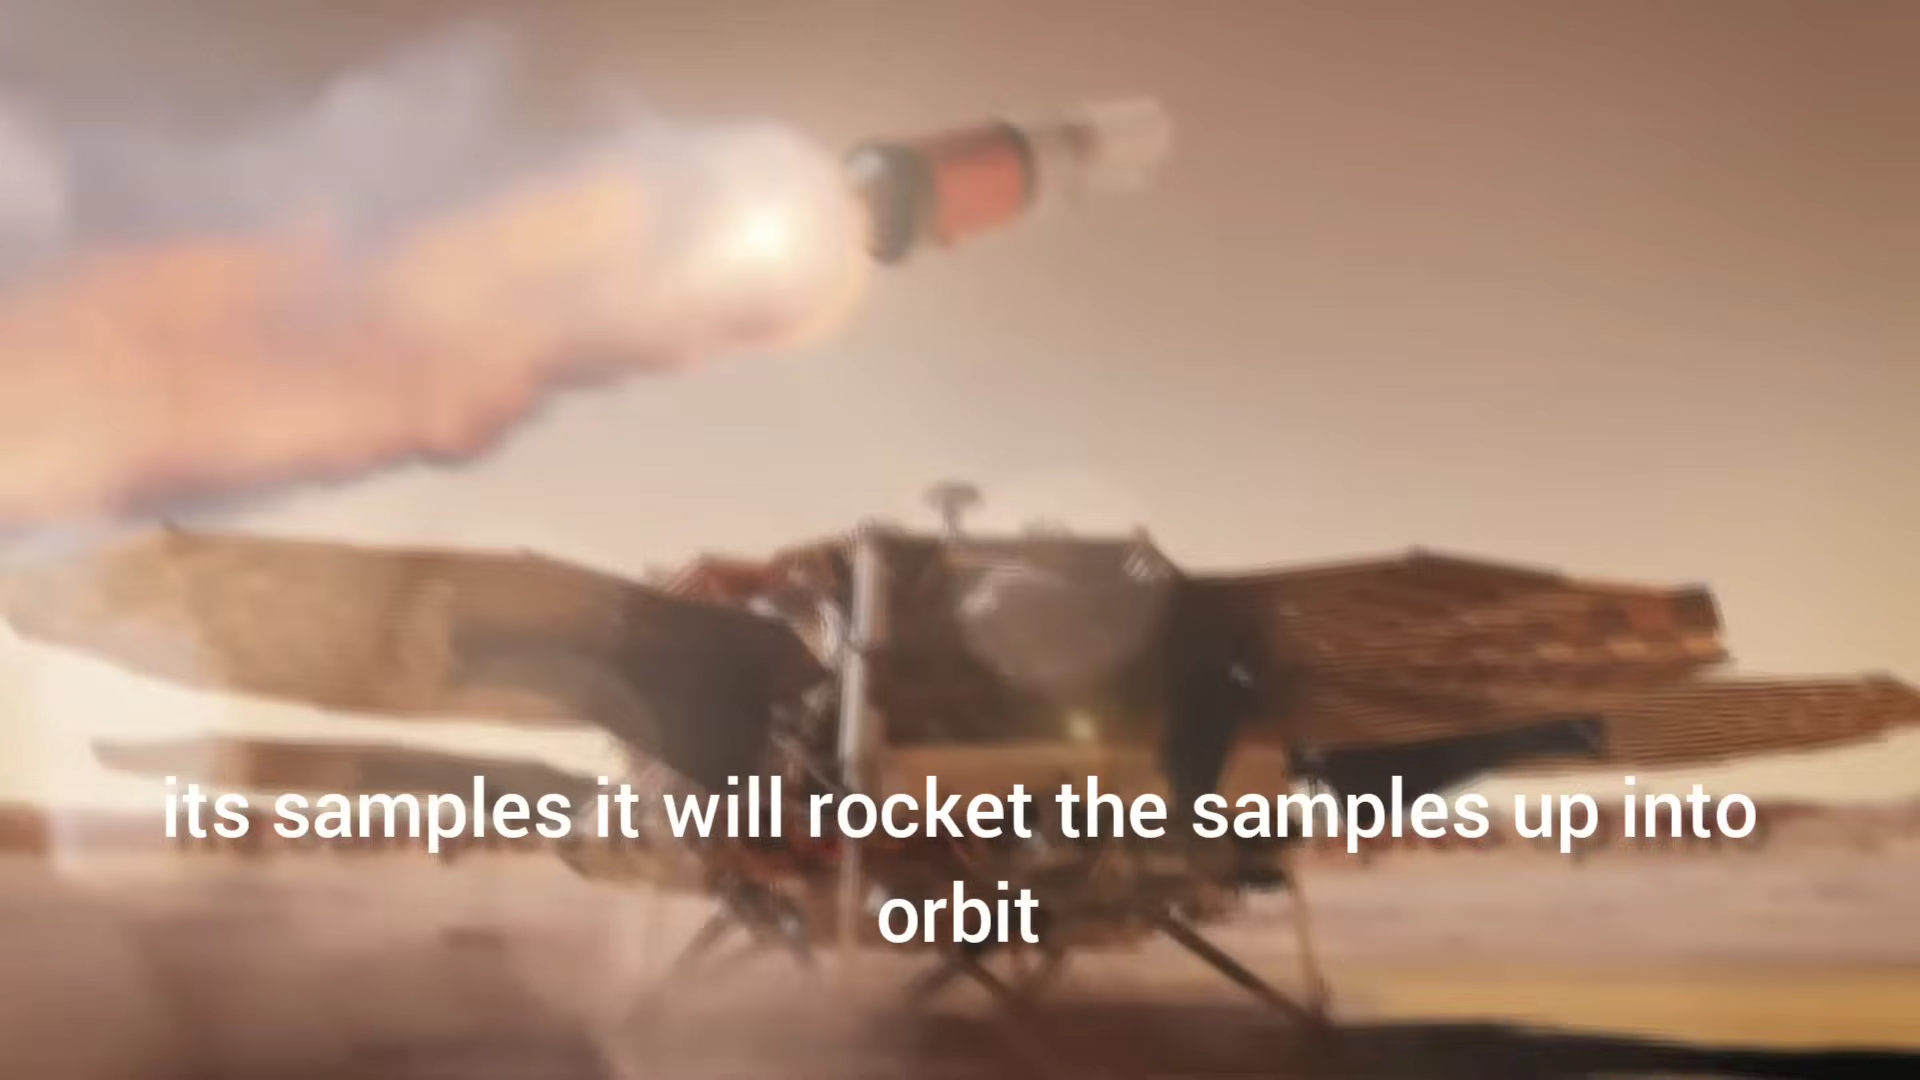 its samples it will rocket the samples up into
orbit